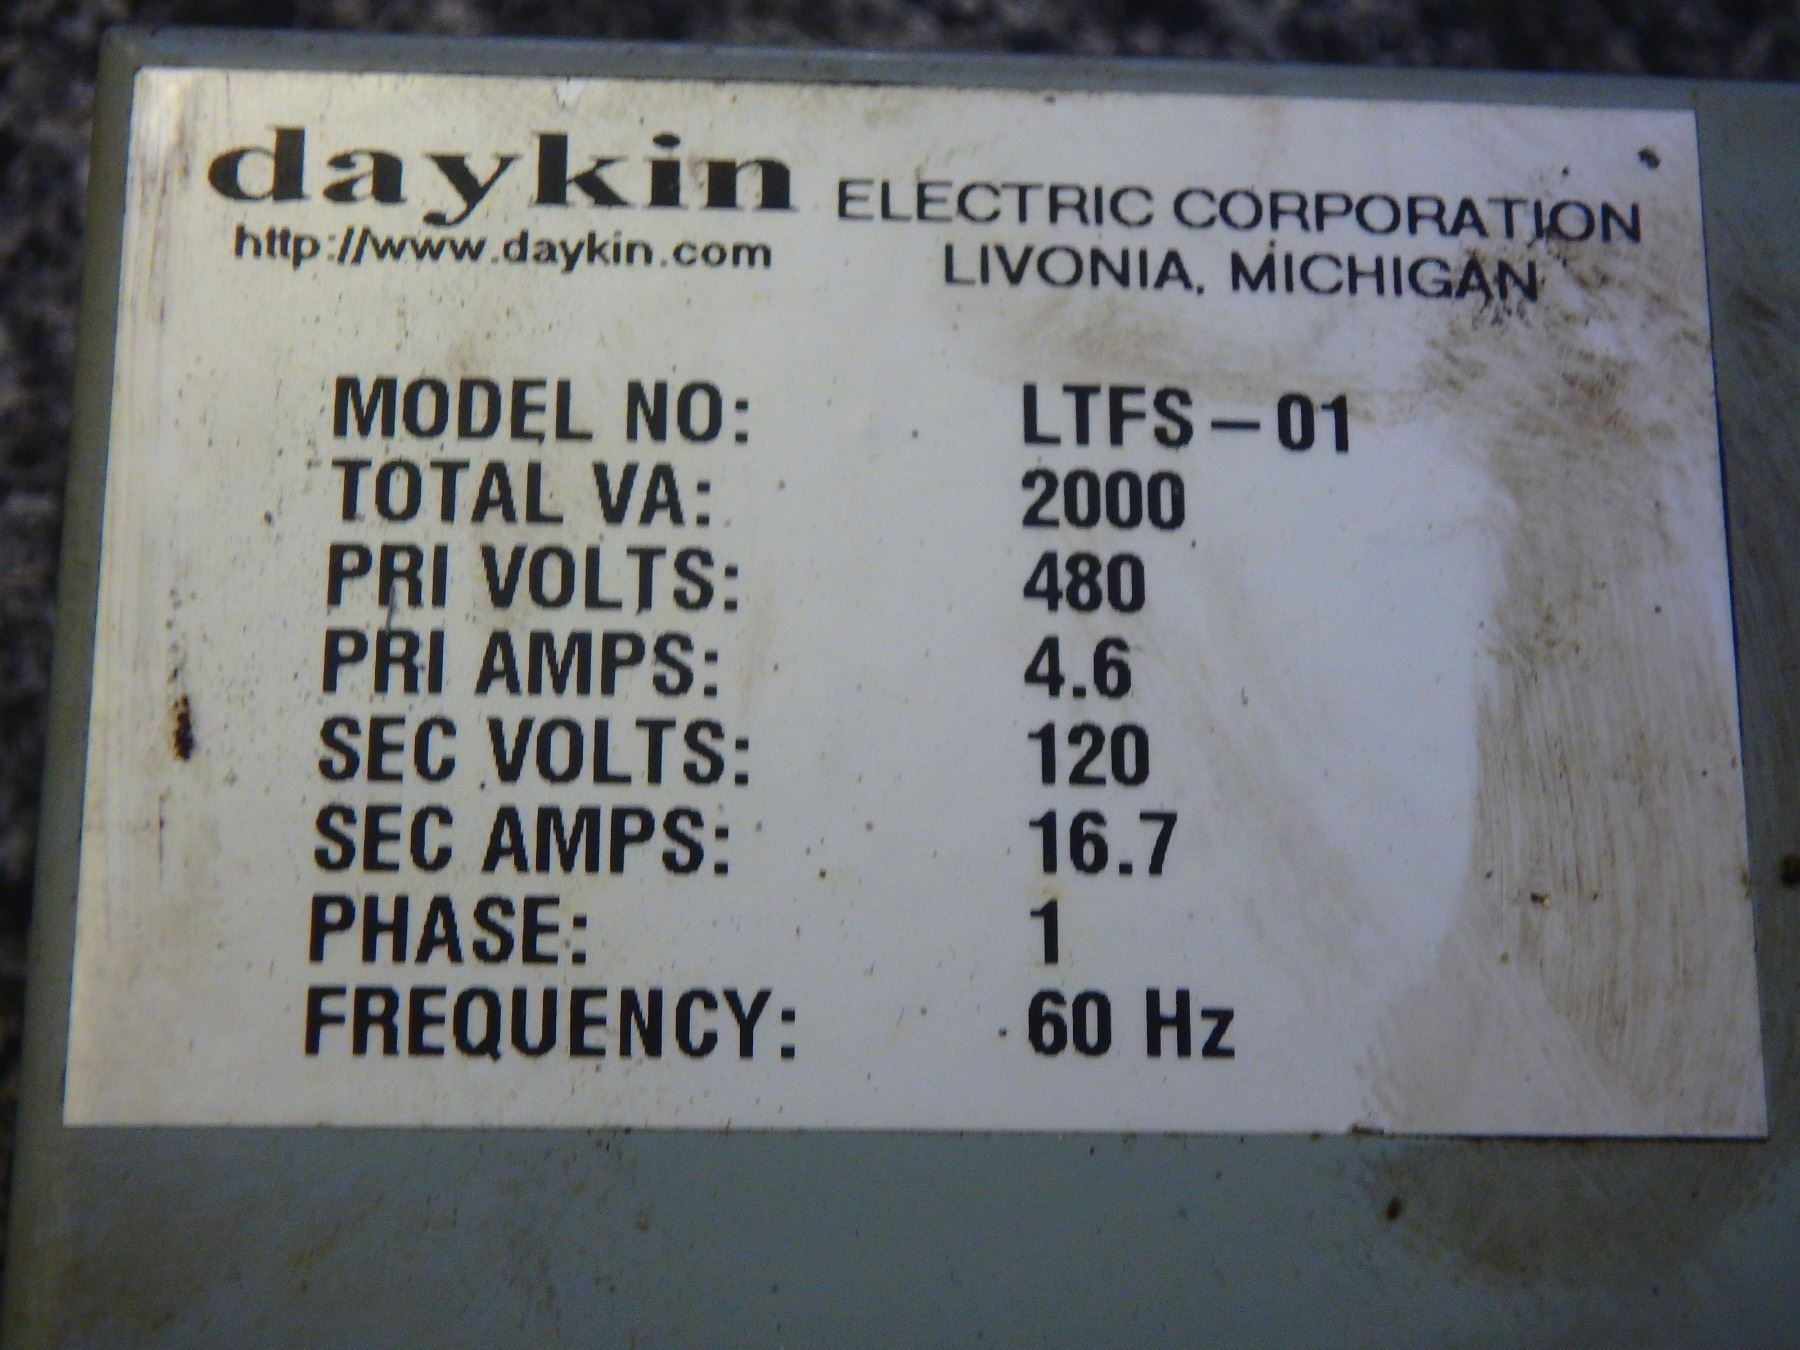 daykin ELECTRIC CORPORATION
http://www.daykin.com LIVONIA, MICHIGAN
MODEL NO: LTFS-01
TOTAL VA: 2000
PRI VOLTS: 480
PRI AMPS: 4.6
SEC VOLTS: 120
SEC AMPS: 16.7
PHASE: 1
FREQUENCY: 60 Hz